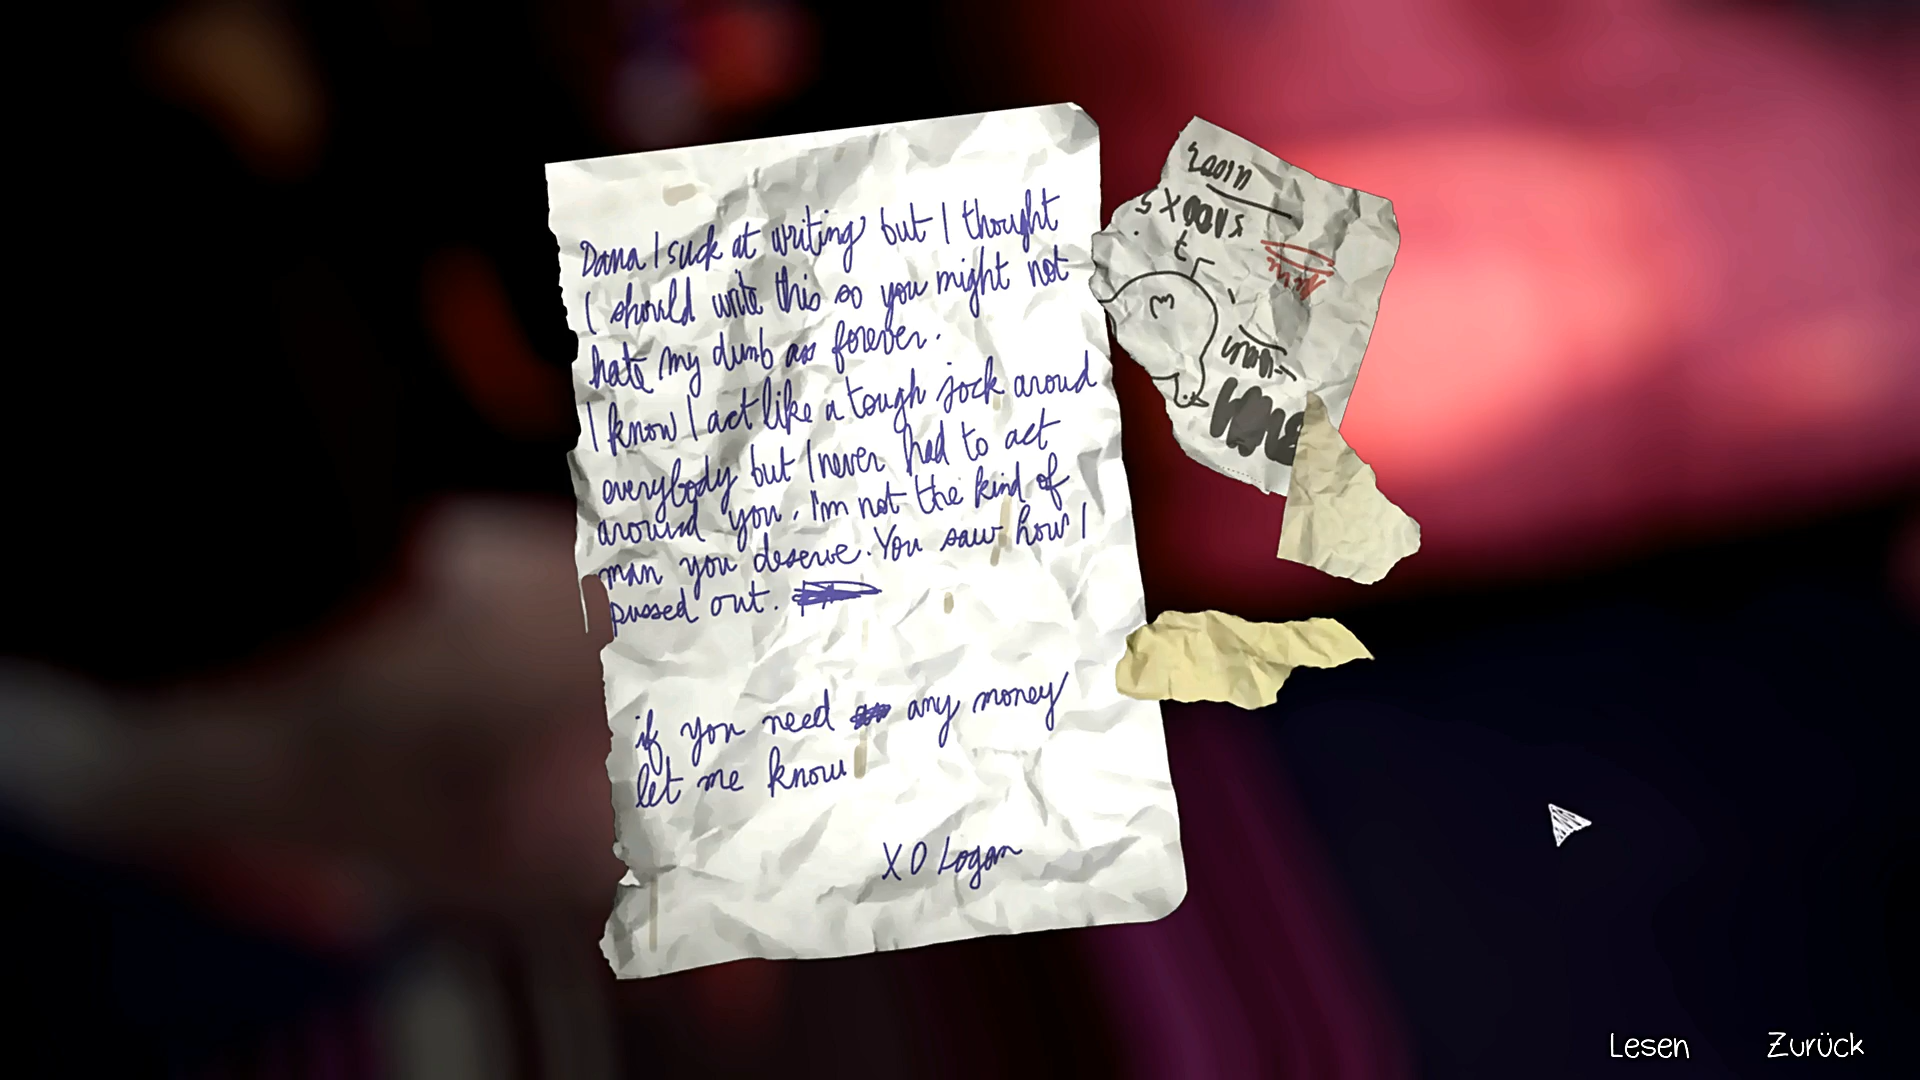 Dana I suck at writing but I thought
I should write this so you might not
hate my dumb ass forever.
I know I act like a tough jock aroud
everybody but I never had to act
around you. I'm not the kind of
man you deserve. You saw how I
pussed out.
if you need any money
let me know
XO Logan
Lesen Zurück